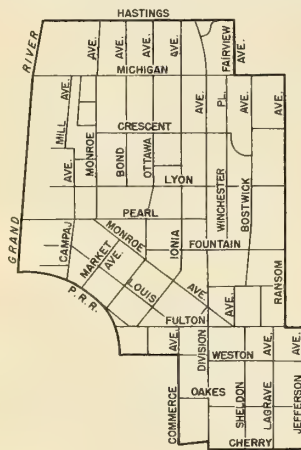 HASTINGS
RIVER
AVE.
AVE.
AVE.
AVE.
FAIRVIEW
AVE.
MICHIGAN
MILL
AVE.
MONROE
AVE.
PL.
AVE.
AVE.
CRESCENT
BOND
OTTAWA
WINCHESTER
BOSTWICK
LYON
PEARL
GRAND
CAMPAU
MONROE
MARKET
AVE.
IONIA
FOUNTAIN
P.R.R.
LOUIS
AVE.
AVE.
RANSOM
FULTON
COMMERCE
AVE.
DIVISION
WESTON
AVE.
AVE.
OAKES
SHELDON
LAGRAVE
JEFFERSON
CHERRY